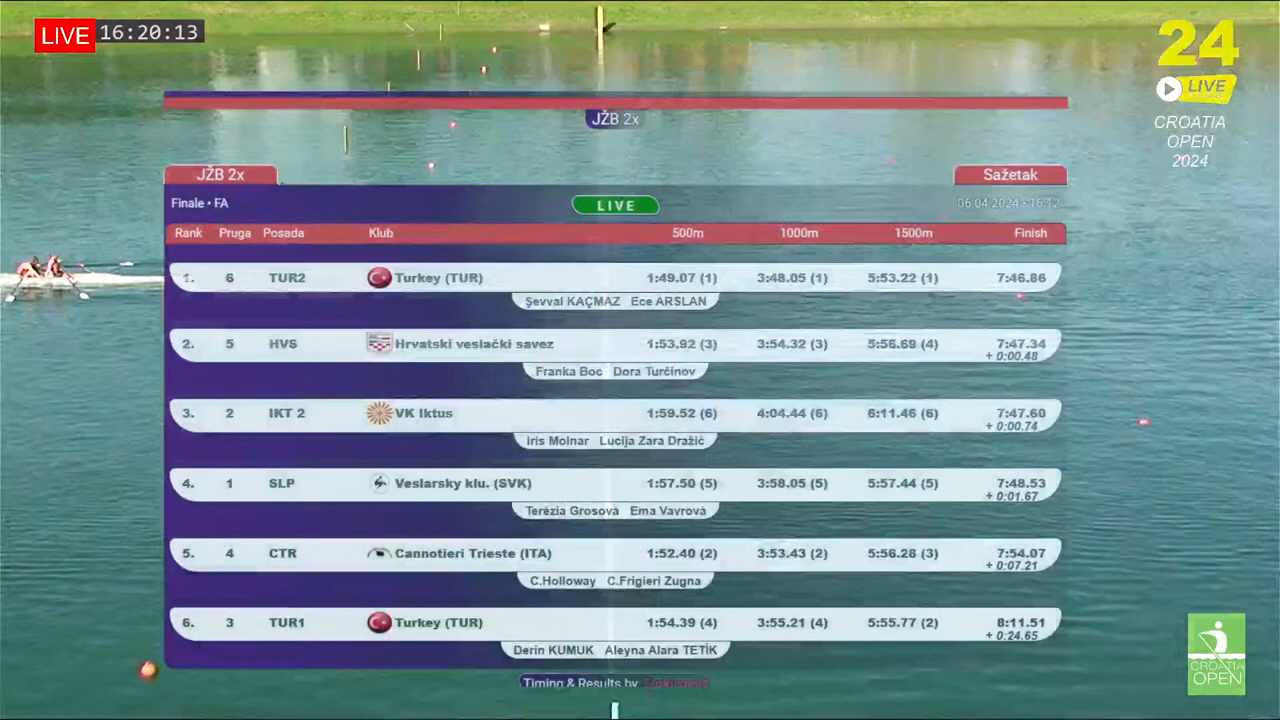 LIVE 16:20:13
24
LIVE
CROATIA
OPEN
2024
JŽB 2x
JŽB 2x Sažetak
Finale • FA LIVE 06.04.2024 • 16:12
Rank Pruga Posada Klub 500m 1000m 1500m Finish
1. 6 TUR2 Turkey (TUR) 1:49.07 (1) 3:48.05 (1) 5:53.22 (1) 7:46.86
Şevval KAÇMAZ Ece ARSLAN
2. 5 HVS Hrvatski veslački savez 1:53.92 (3) 3:54.32 (3) 5:56.69 (4) 7:47.34
+ 0:00.48
Franka Boc Dora Turčinov
3. 2 IKT 2 VK Iktus 1:59.52 (6) 4:04.44 (6) 6:11.46 (6) 7:47.60
+ 0:00.74
Iris Molnar Lucija Zara Dražić
4. 1 SLP Veslarsky klu. (SVK) 1:57.50 (5) 3:58.05 (5) 5:57.44 (5) 7:48.53
+ 0:01.67
Terézia Grosová Ema Vavrová
5. 4 CTR Cannotieri Trieste (ITA) 1:52.40 (2) 3:53.43 (2) 5:56.28 (3) 7:54.07
+ 0:07.21
C.Holloway C.Frigieri Zugna
6. 3 TUR1 Turkey (TUR) 1:54.39 (4) 3:55.21 (4) 5:55.77 (2) 8:11.51
+ 0:24.65
Derin KUMUK Aleyna Alara TETİK
Timing & Results by
CROATIA
OPEN